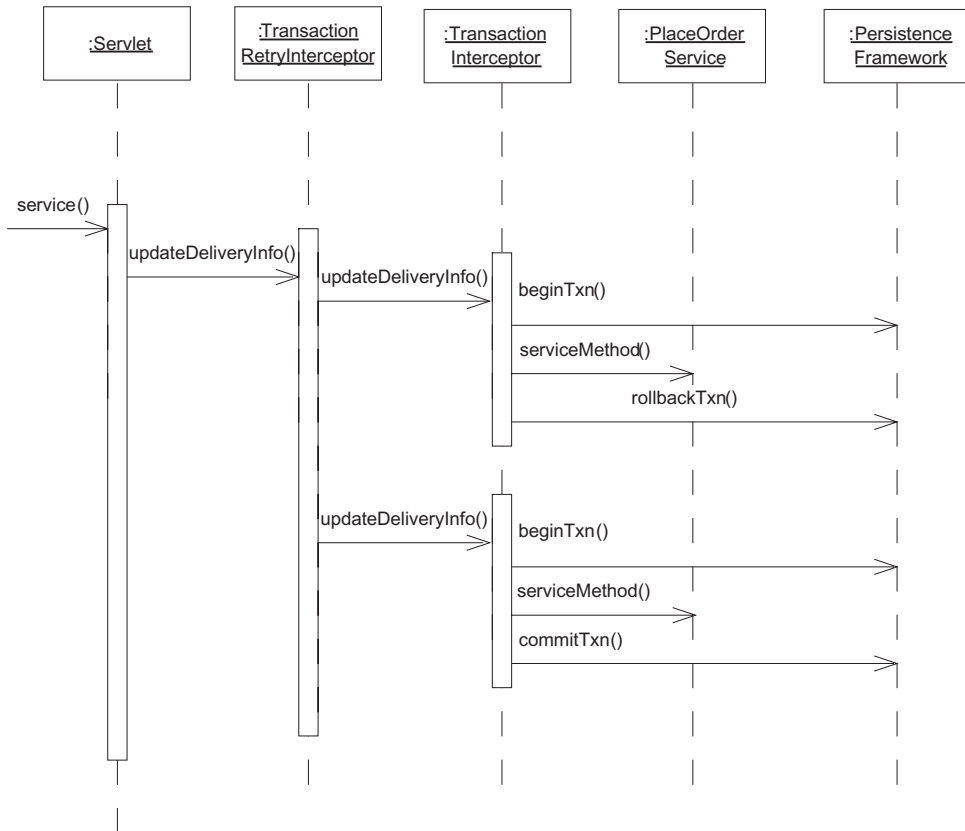 :Servlet
:Transaction
RetryInterceptor
:Transaction
Interceptor
:PlaceOrder
Service
:Persistence
Framework
service()
updateDeliveryInfo()
updateDeliveryInfo()
beginTxn()
serviceMethod()
rollbackTxn()
updateDeliveryInfo()
beginTxn()
serviceMethod()
commitTxn()